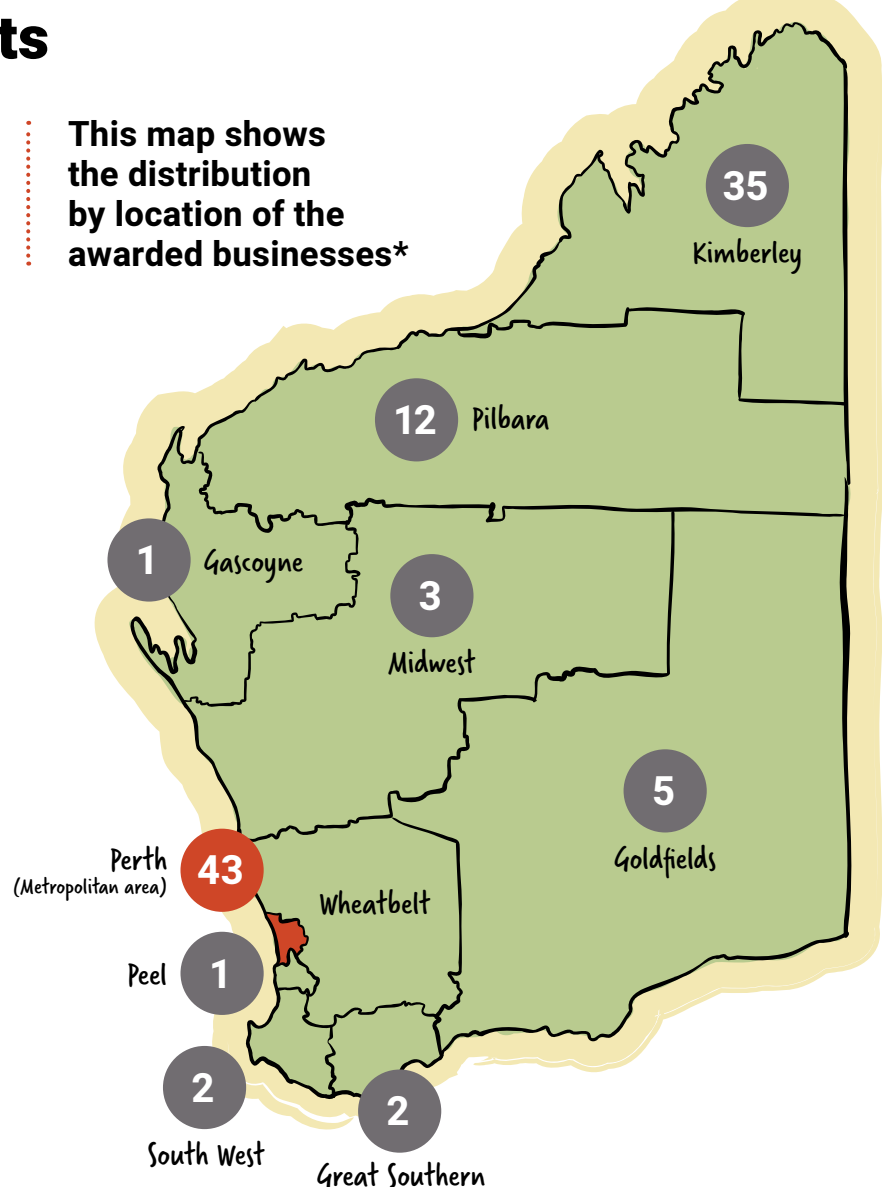 ts
This map shows
the distribution
by location of the
awarded businesses*
35
Kimberley
12
Pilbara
1
Gascoyne
3
Midwest
5
Goldfields
Perth
(Metropolitan area)
43
Wheatbelt
Peel
1
2
South West
2
Great Southern